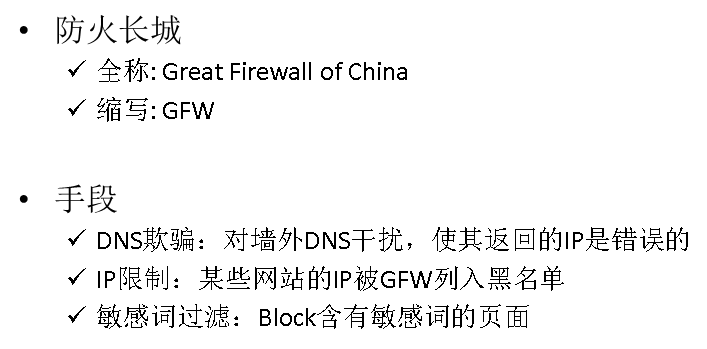 • 防火长城
✓ 全称: Great Firewall of China
✓ 缩写: GFW
• 手段
✓ DNS欺骗：对墙外DNS干扰，使其返回的IP是错误的
✓ IP限制：某些网站的IP被GFW列入黑名单
✓ 敏感词过滤：Block含有敏感词的页面